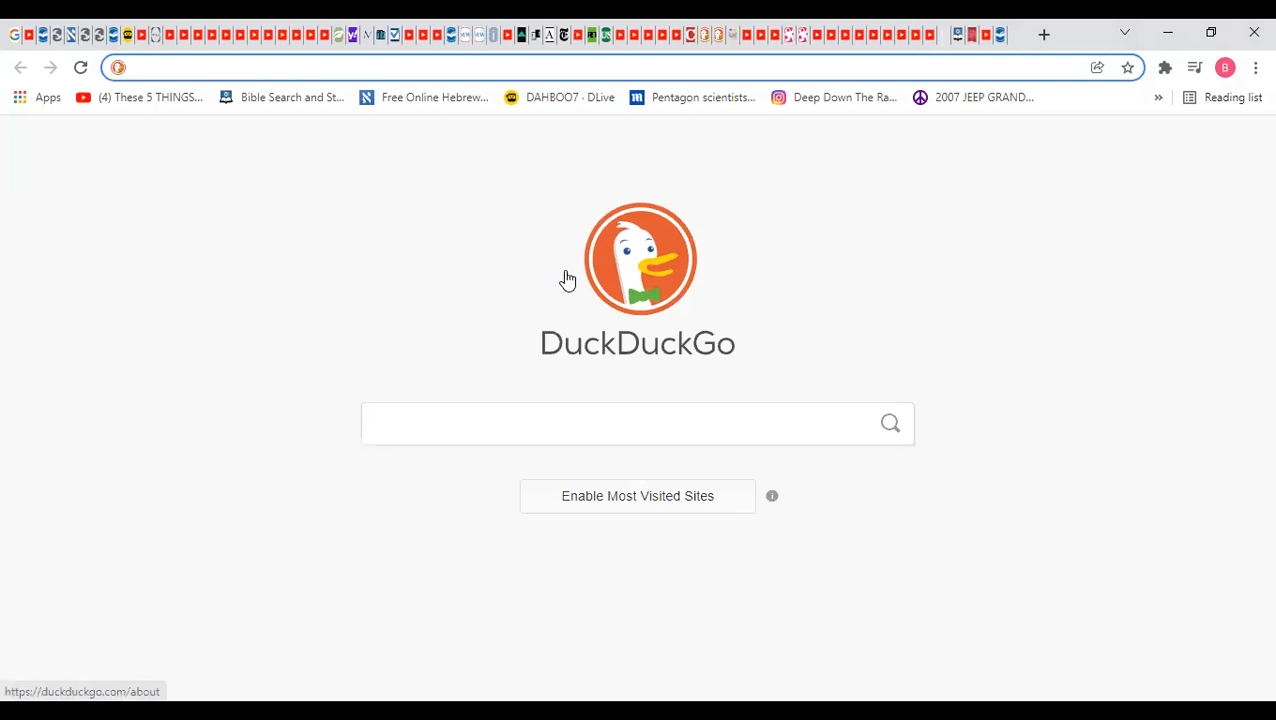 B
Apps (4) These 5 THINGS... Bible Search and St... Free Online Hebrew... DAHBOO7 · DLive Pentagon scientists... Deep Down The Ra... 2007 JEEP GRAND... » Reading list
DuckDuckGo
Enable Most Visited Sites
https://duckduckgo.com/about